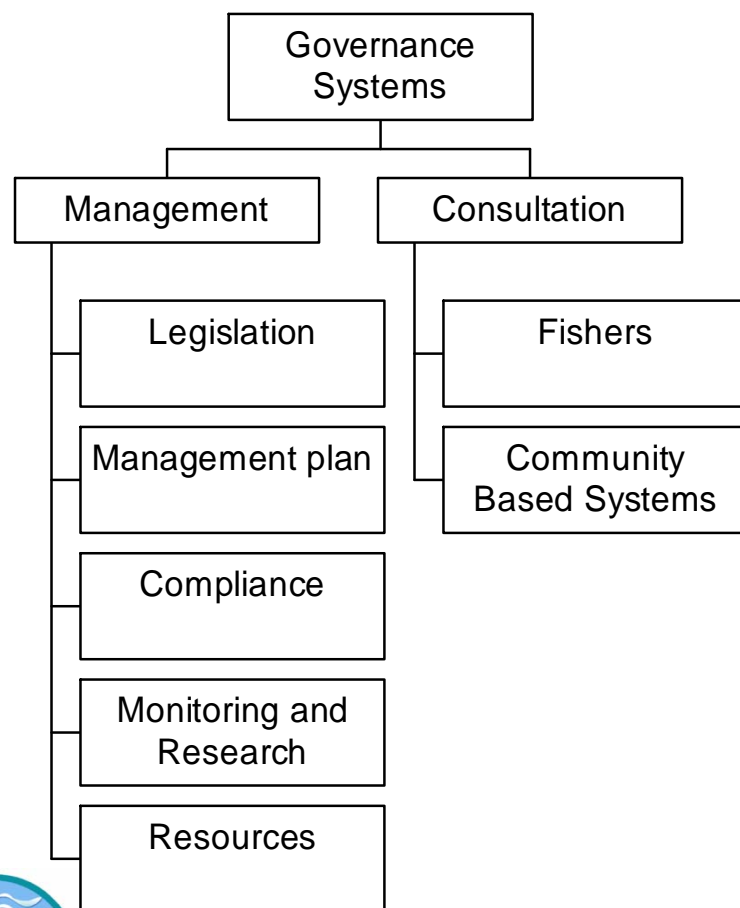 Governance
Systems
Management
Consultation
Legislation
Fishers
Management plan
Community
Based Systems
Compliance
Monitoring and
Research
Resources